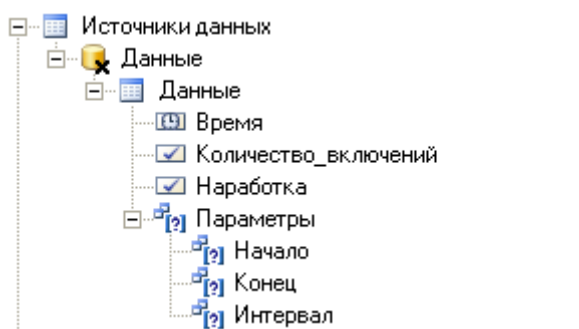 Источники данных
Данные
Данные
Время
Количество_включений
Наработка
Параметры
Начало
Конец
Интервал